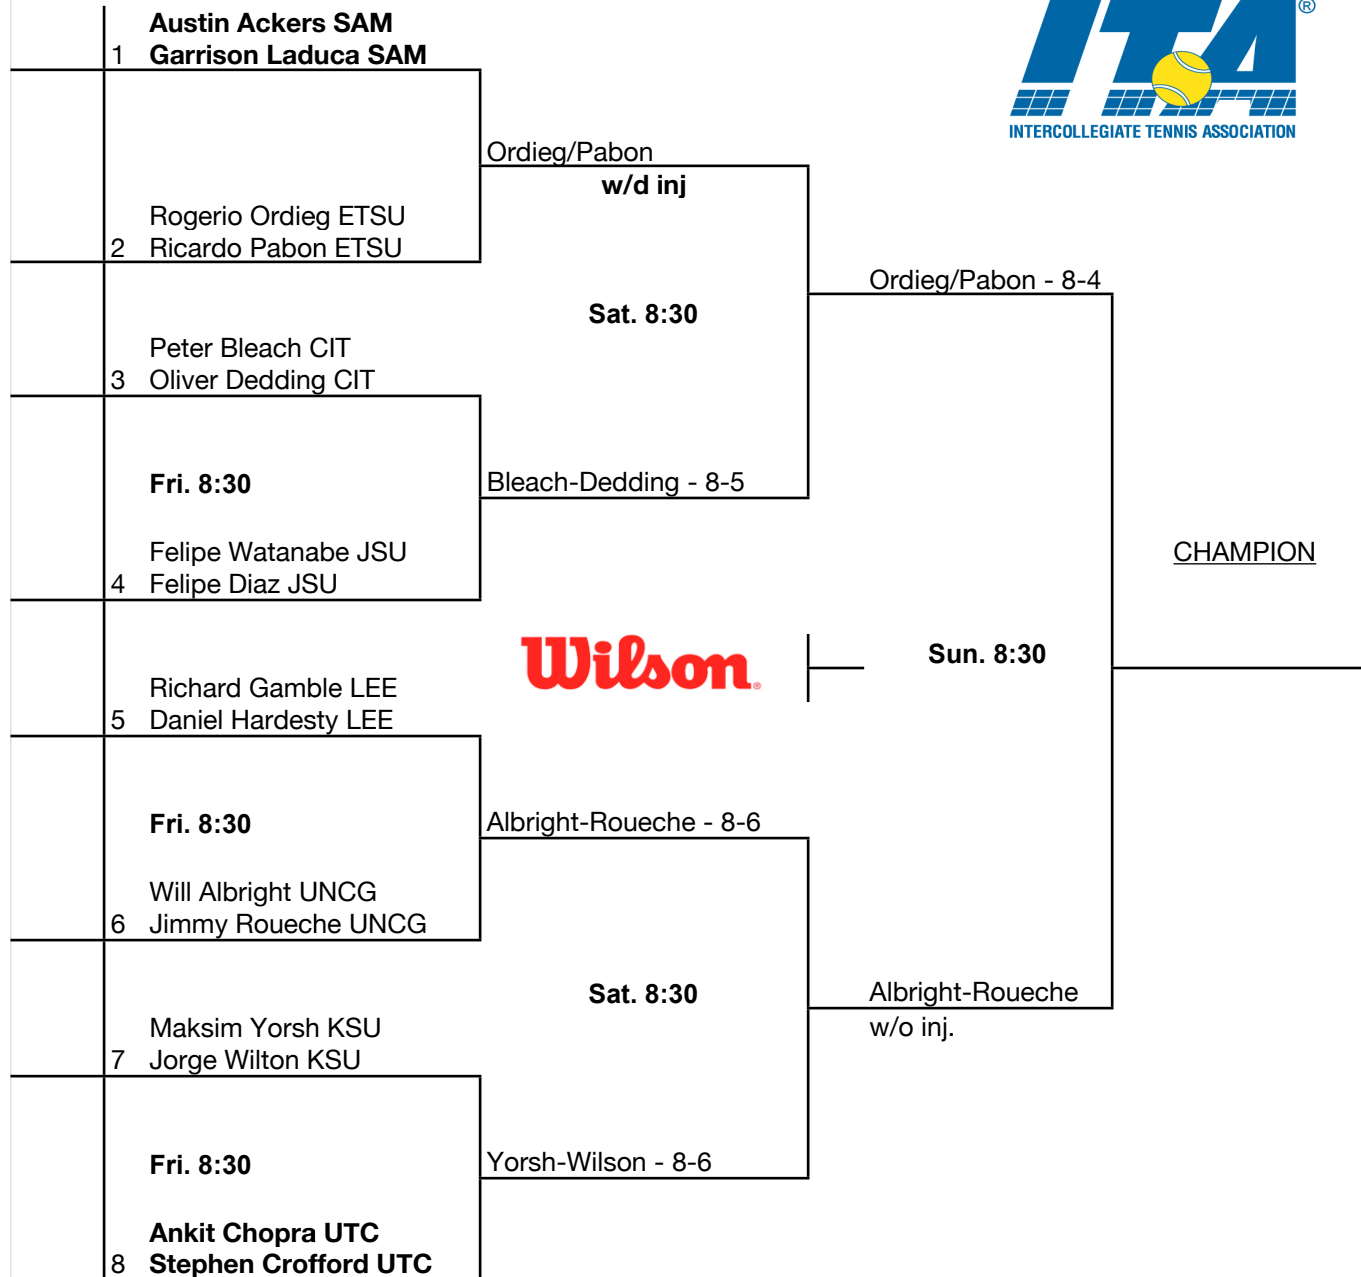 Austin Ackers SAM
1 Garrison Laduca SAM
ITA®
INTERCOLLEGIATE TENNIS ASSOCIATION
Ordieg/Pabon
w/d inj
Rogerio Ordieg ETSU
2 Ricardo Pabon ETSU
Ordieg/Pabon - 8-4
Sat. 8:30
Peter Bleach CIT
3 Oliver Dedding CIT
Fri. 8:30
Bleach-Dedding - 8-5
Felipe Watanabe JSU
4 Felipe Diaz JSU
CHAMPION
Wilson®
Sun. 8:30
Richard Gamble LEE
5 Daniel Hardesty LEE
Fri. 8:30
Albright-Roueche - 8-6
Will Albright UNCG
6 Jimmy Roueche UNCG
Sat. 8:30
Albright-Roueche
w/o inj.
Maksim Yorsh KSU
7 Jorge Wilton KSU
Fri. 8:30
Yorsh-Wilson - 8-6
Ankit Chopra UTC
8 Stephen Crofford UTC